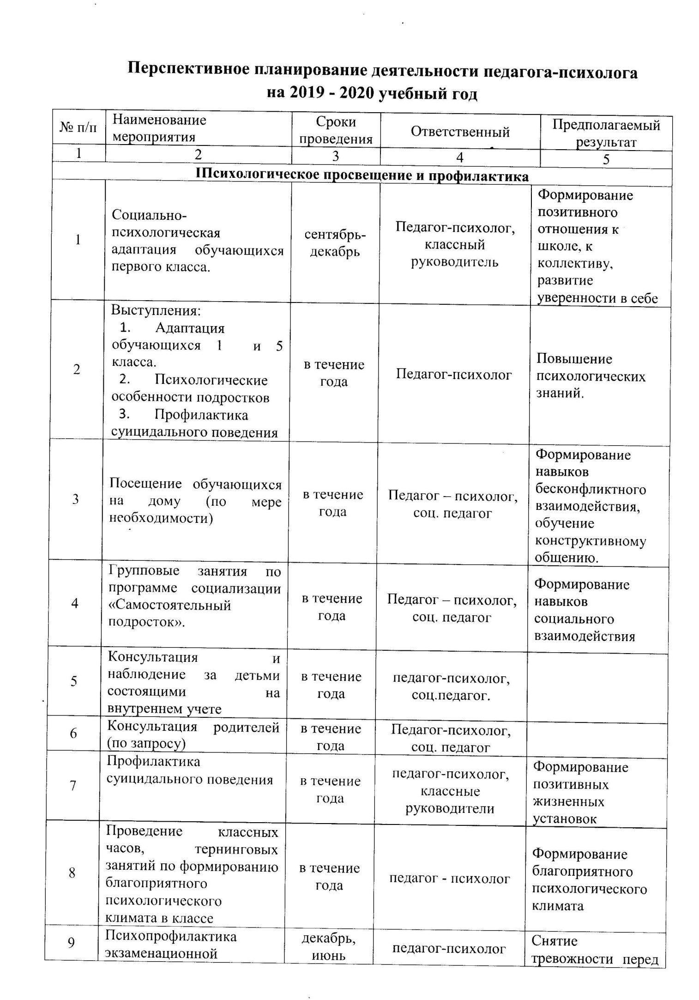 Перспективное планирование деятельности педагога-психолога
на 2019 - 2020 учебный год
№ п/п
Наименование
мероприятия
Сроки
проведения
Ответственный
Предполагаемый
результат
1
2
3
4
5
IПсихологическое просвещение и профилактика
1
Социально-
психологическая
адаптация обучающихся
первого класса.
сентябрь-
декабрь
Педагог-психолог,
классный
руководитель
Формирование
позитивного
отношения к
школе, к
коллективу,
развитие
уверенности в себе
2
Выступления:
1. Адаптация
обучающихся 1 и 5
класса.
2. Психологические
особенности подростков
3. Профилактика
суицидального поведения
в течение
года
Педагог-психолог
Повышение
психологических
знаний.
3
Посещение обучающихся
на дому (по мере
необходимости)
в течение
года
Педагог – психолог,
соц. педагог
Формирование
навыков
бесконфликтного
взаимодействия,
обучение
конструктивному
общению.
4
Групповые занятия по
программе социализации
«Самостоятельный
подросток».
в течение
года
Педагог – психолог,
соц. педагог
Формирование
навыков
социального
взаимодействия
5
Консультация и
наблюдение за детьми
состоящими на
внутреннем учете
в течение
года
педагог-психолог,
соц.педагог.
6
Консультация родителей
(по запросу)
в течение
года
Педагог-психолог,
соц. педагог
7
Профилактика
суицидального поведения
в течение
года
педагог-психолог,
классные
руководители
Формирование
позитивных
жизненных
установок
8
Проведение классных
часов, тернинговых
занятий по формированию
благоприятного
психологического
климата в классе
в течение
года
педагог - психолог
Формирование
благоприятного
психологического
климата
9
Психопрофилактика
экзаменационной
декабрь,
июнь
педагог-психолог
Снятие
тревожности перед